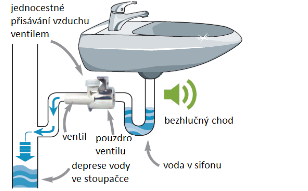 jednocestné
přisávání vzduchu
ventilem
bezhlučný chod
ventil
pouzdro
ventilu
deprese vody
ve stoupačce
voda v sifonu